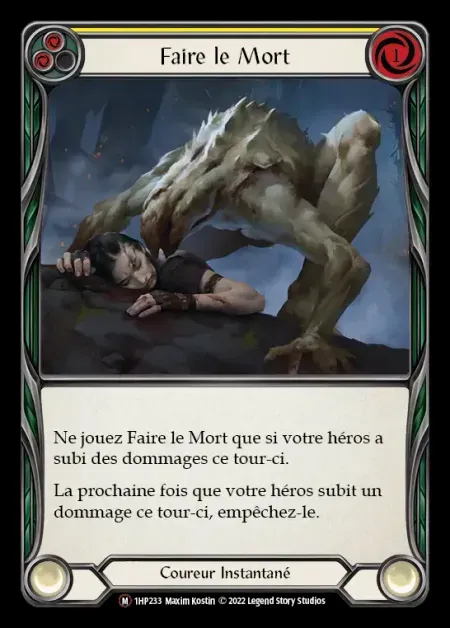 Faire le Mort
1
Ne jouez Faire le Mort que si votre héros a
subi des dommages ce tour-ci.
La prochaine fois que votre héros subit un
dommage ce tour-ci, empêchez-le.
Coureur Instantané
M 1HP233 Maxim Kostin © 2022 Legend Story Studios